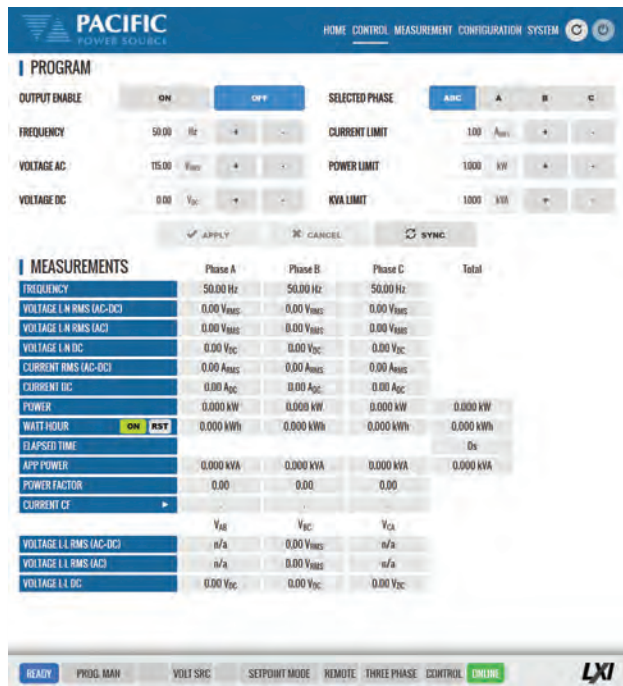 PACIFIC
POWER SOURCE
HOME CONTROL MEASUREMENT CONFIGURATION SYSTEM
PROGRAM
OUTPUT ENABLE ON OFF SELECTED PHASE ABC A B C
FREQUENCY 50.00 Hz + - CURRENT LIMIT 100 ARMS + -
VOLTAGE AC 115.00 VRMS + - POWER LIMIT 1000 kW + -
VOLTAGE DC 0.00 VDC + - KVA LIMIT 1000 kVA + -
✓ APPLY ✕ CANCEL SYNC
MEASUREMENTS Phase A Phase B Phase C Total
FREQUENCY 50.00 Hz 50.00 Hz 50.00 Hz
VOLTAGE L-N RMS (AC-DC) 0.00 VRMS 0.00 VRMS 0.00 VRMS
VOLTAGE L-N RMS (AC) 0.00 VRMS 0.00 VRMS 0.00 VRMS
VOLTAGE L-N DC 0.00 VDC 0.00 VDC 0.00 VDC
CURRENT RMS (AC-DC) 0.00 ARMS 0.00 ARMS 0.00 ARMS
CURRENT DC 0.00 ADC 0.00 ADC 0.00 ADC
POWER 0.000 kW 0.000 kW 0.000 kW 0.000 kW
WATT HOUR ON RST 0.000 kWh 0.000 kWh 0.000 kWh 0.000 kWh
ELAPSED TIME 0s
APP POWER 0.000 kVA 0.000 kVA 0.000 kVA 0.000 kVA
POWER FACTOR 0.00 0.00 0.00
CURRENT CF ▶ - - -
VAB VBC VCA
VOLTAGE L-L RMS (AC-DC) n/a 0.00 VRMS n/a
VOLTAGE L-L RMS (AC) n/a 0.00 VRMS n/a
VOLTAGE L-L DC 0.00 VDC 0.00 VDC 0.00 VDC
READY PROG. MAN VOLT SRC SETPOINT MODE REMOTE THREE PHASE CONTROL ONLINE LXI